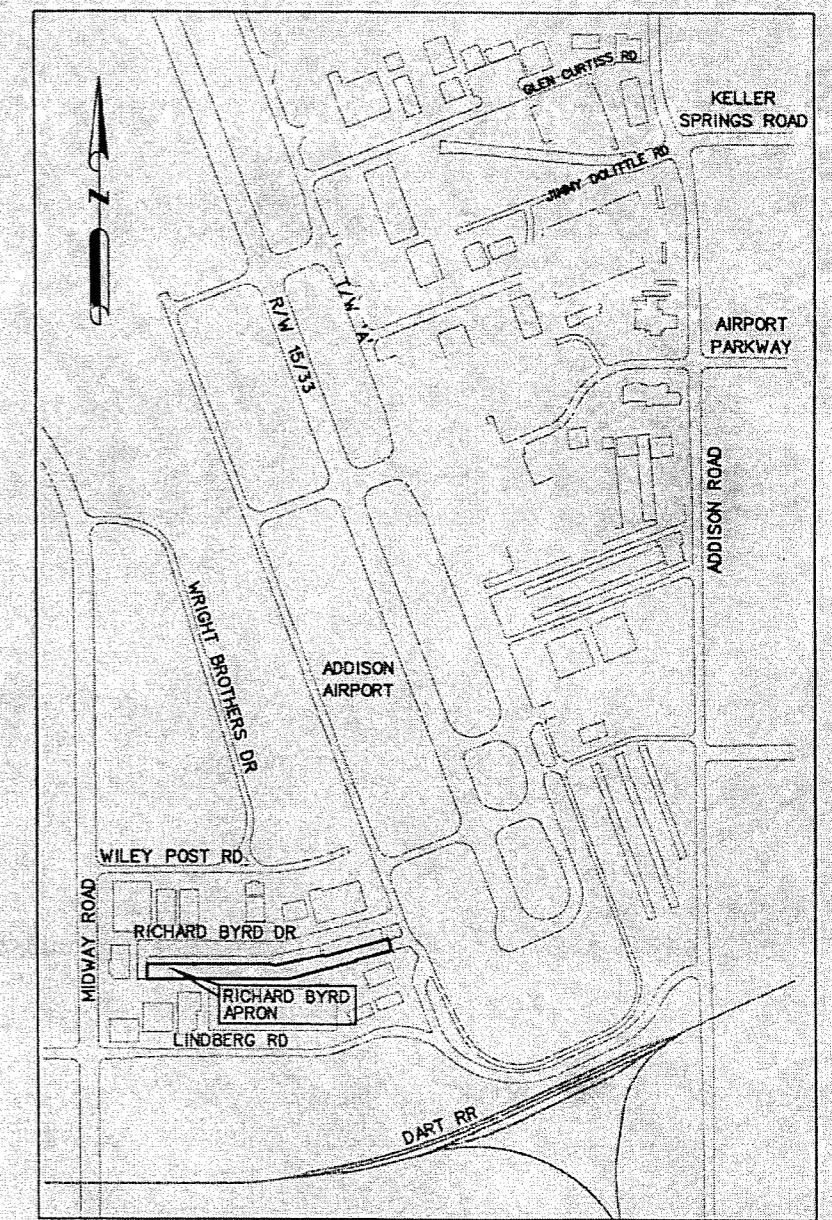 GLEN CURTISS RD
KELLER
SPRINGS ROAD
JIMMY DOLITTLE RD
N
T/W 'A'
R/W 15/33
AIRPORT
PARKWAY
ADDISON ROAD
WRIGHT BROTHERS DR
ADDISON
AIRPORT
WILEY POST RD.
MIDWAY ROAD
RICHARD BYRD DR
RICHARD BYRD
APRON
LINDBERG RD
DART RR